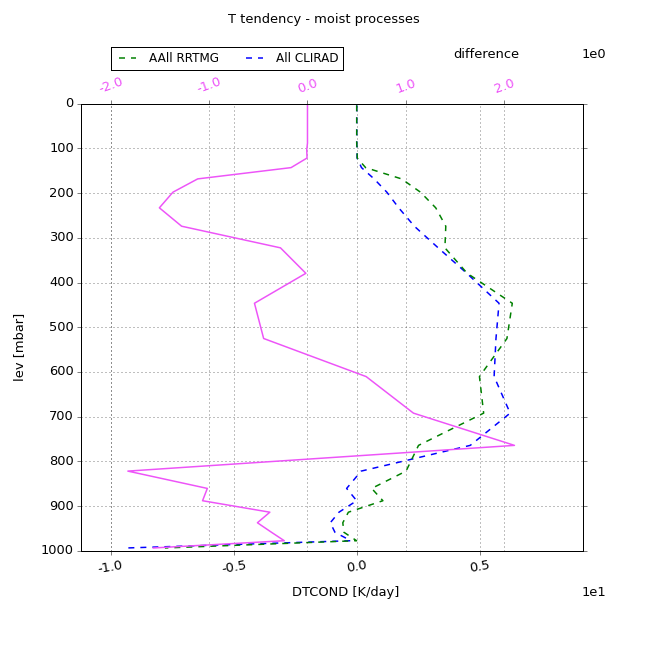 T tendency - moist processes
AAll RRTMG All CLIRAD difference 1e0
-2.0 -1.0 0.0 1.0 2.0
0
100
200
300
400
500
600
700
800
900
1000
lev [mbar]
-1.0 -0.5 0.0 0.5
DTCOND [K/day] 1e1